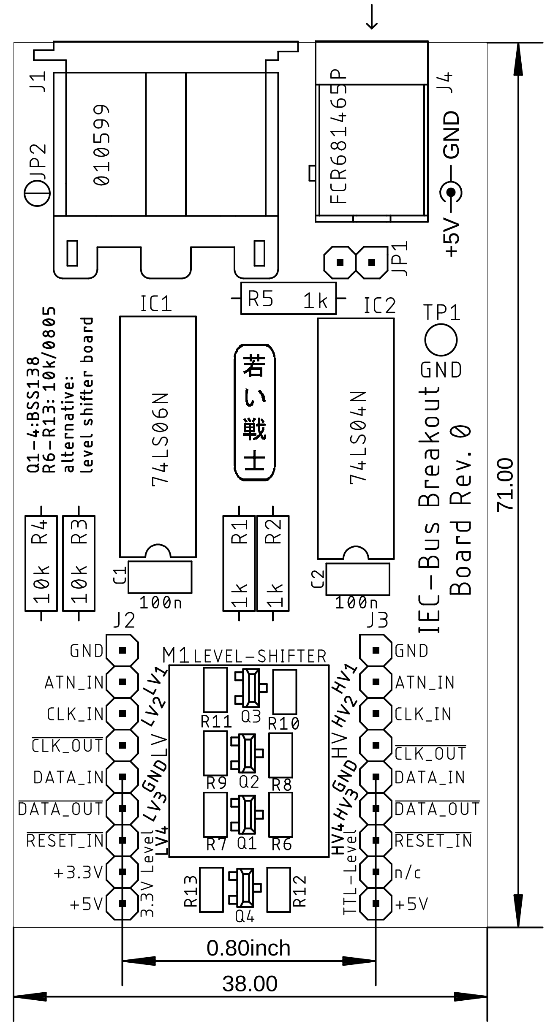 J1
010599
JP2
FCR681465P
J4
+5V GND
JP1
R5 1k
IC1
IC2
TP1
GND
74LS06N
若い戦士
74LS04N
Q1-4:BSS138
R6-R13: 10k/0805
alternative:
level shifter board
IEC-Bus Breakout
Board Rev. 0
71.00
10k R4
10k R3
1k R1
1k R2
C1
100n
C2
100n
J2
J3
M1 LEVEL-SHIFTER
GND
ATN_IN
CLK_IN
CLK_OUT
DATA_IN
DATA_OUT
RESET_IN
+3.3V
+5V
LV1
LV2
LV
GND
LV3
LV4
3.3V Level
R11
Q3
R10
R9
Q2
R8
R7
Q1
R6
R13
Q4
R12
HV1
HV2
HV
GND
HV3
HV4
TTL-Level
GND
ATN_IN
CLK_IN
CLK_OUT
DATA_IN
DATA_OUT
RESET_IN
n/c
+5V
0.80inch
38.00